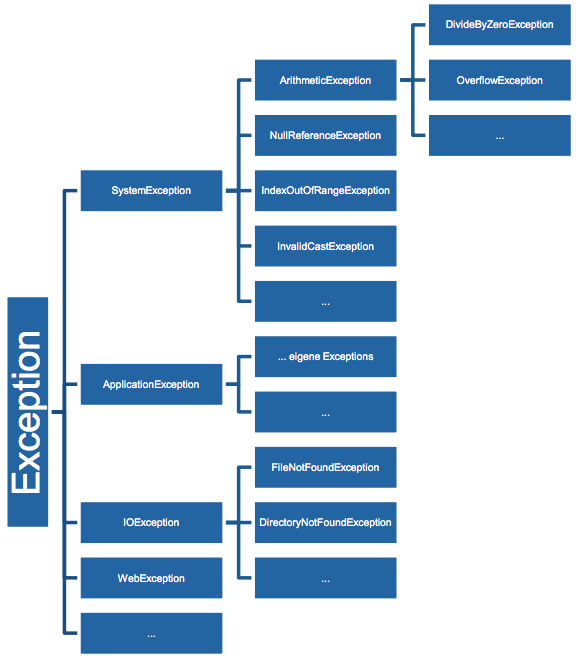 Exception
SystemException
ArithmeticException
DivideByZeroException
OverflowException
...
NullReferenceException
IndexOutOfRangeException
InvalidCastException
...
ApplicationException
... eigene Exceptions
...
IOException
FileNotFoundException
DirectoryNotFoundException
...
WebException
...